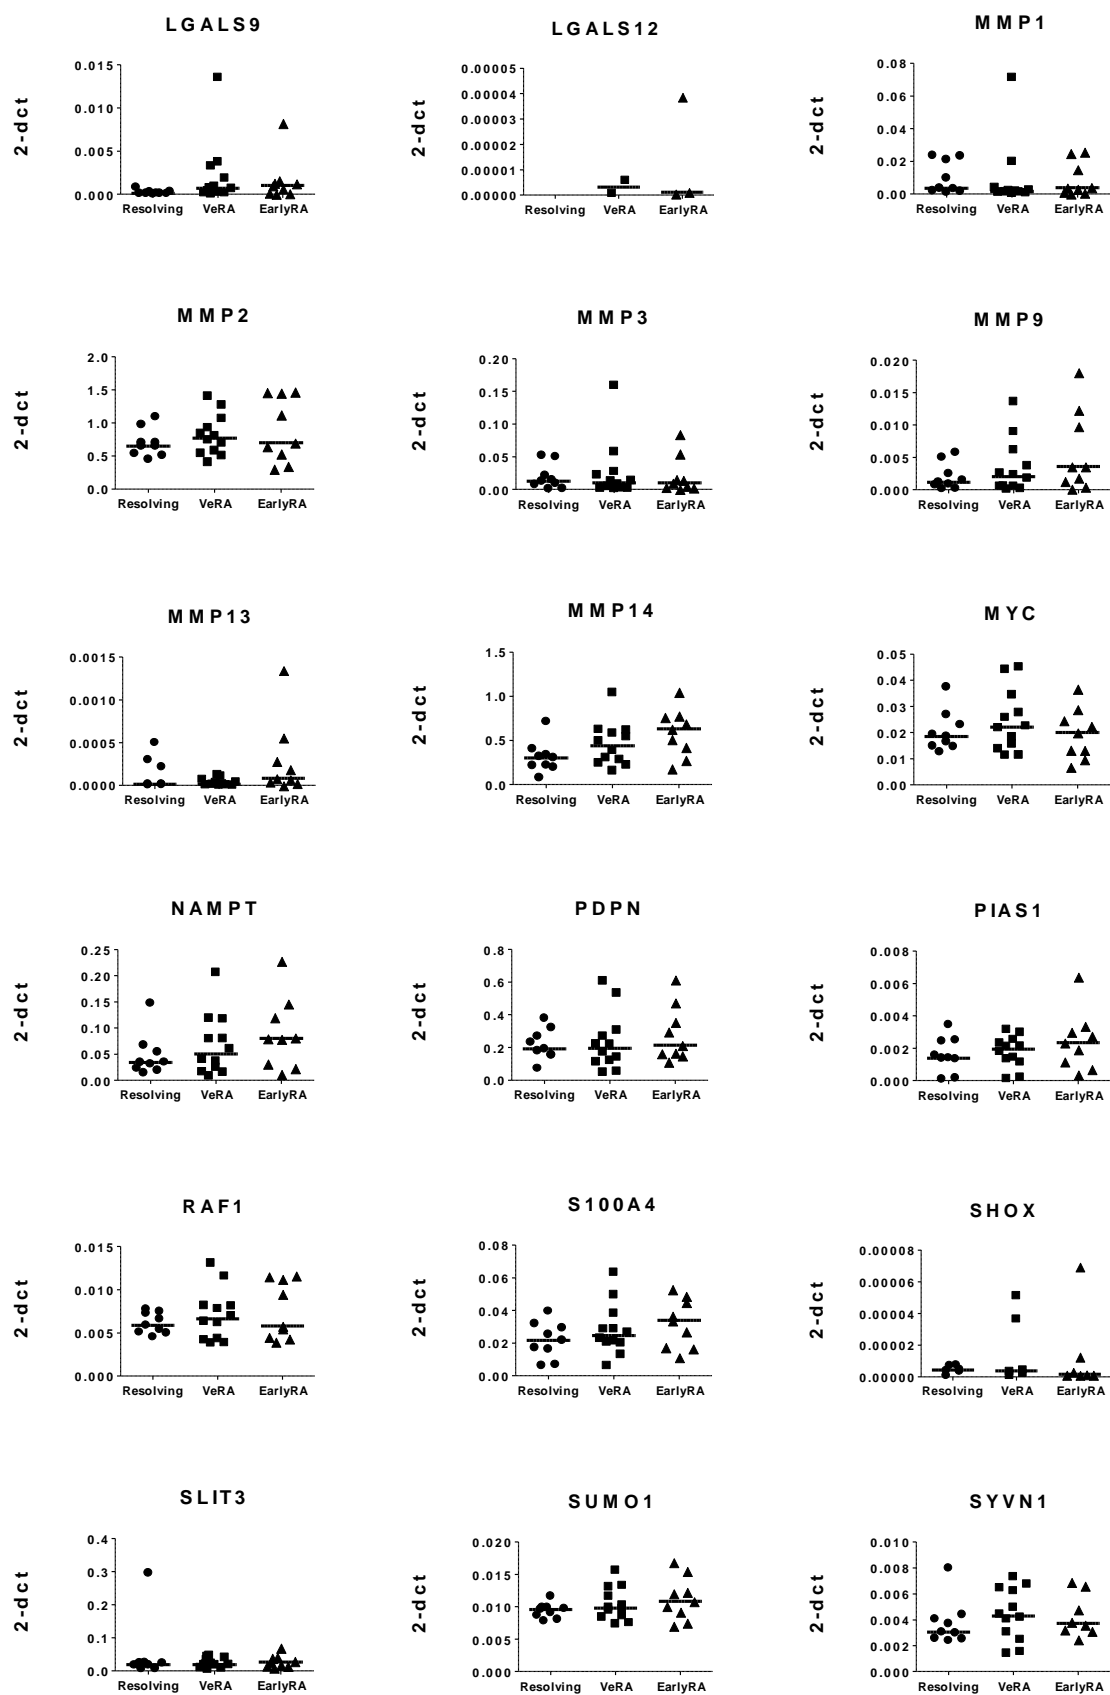 LGALS9
2-dct
0.015
0.010
0.005
0.000
Resolving VeRA EarlyRA
LGALS12
2-dct
0.00005
0.00004
0.00003
0.00002
0.00001
0.00000
Resolving VeRA EarlyRA
MMP1
2-dct
0.08
0.06
0.04
0.02
0.00
Resolving VeRA EarlyRA
MMP2
2-dct
2.0
1.5
1.0
0.5
0.0
Resolving VeRA EarlyRA
MMP3
2-dct
0.20
0.15
0.10
0.05
0.00
Resolving VeRA EarlyRA
MMP9
2-dct
0.020
0.015
0.010
0.005
0.000
Resolving VeRA EarlyRA
MMP13
2-dct
0.0015
0.0010
0.0005
0.0000
Resolving VeRA EarlyRA
MMP14
2-dct
1.5
1.0
0.5
0.0
Resolving VeRA EarlyRA
MYC
2-dct
0.05
0.04
0.03
0.02
0.01
0.00
Resolving VeRA EarlyRA
NAMPT
2-dct
0.25
0.20
0.15
0.10
0.05
0.00
Resolving VeRA EarlyRA
PDPN
2-dct
0.8
0.6
0.4
0.2
0.0
Resolving VeRA EarlyRA
PIAS1
2-dct
0.008
0.006
0.004
0.002
0.000
Resolving VeRA EarlyRA
RAF1
2-dct
0.015
0.010
0.005
0.000
Resolving VeRA EarlyRA
S100A4
2-dct
0.08
0.06
0.04
0.02
0.00
Resolving VeRA EarlyRA
SHOX
2-dct
0.00008
0.00006
0.00004
0.00002
0.00000
Resolving VeRA EarlyRA
SLIT3
2-dct
0.4
0.3
0.2
0.1
0.0
Resolving VeRA EarlyRA
SUMO1
2-dct
0.020
0.015
0.010
0.005
0.000
Resolving VeRA EarlyRA
SYVN1
2-dct
0.010
0.008
0.006
0.004
0.002
0.000
Resolving VeRA EarlyRA